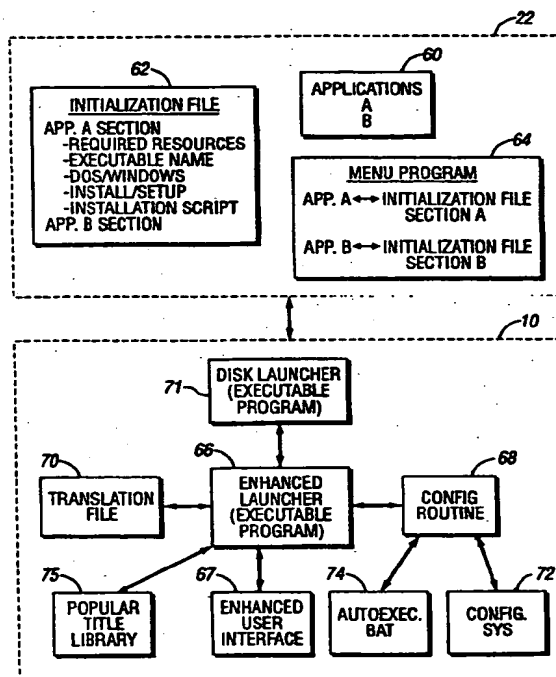 22
62
INITIALIZATION FILE
APP. A SECTION
-REQUIRED RESOURCES
-EXECUTABLE NAME
-DOS/WINDOWS
-INSTALL/SETUP
-INSTALLATION SCRIPT
APP. B SECTION
60
APPLICATIONS
A
B
64
MENU PROGRAM
APP. A↔INITIALIZATION FILE
SECTION A
APP. B↔INITIALIZATION FILE
SECTION B
10
71
DISK LAUNCHER
(EXECUTABLE
PROGRAM)
70
TRANSLATION
FILE
66
ENHANCED
LAUNCHER
(EXECUTABLE
PROGRAM)
68
CONFIG
ROUTINE
75
POPULAR
TITLE
LIBRARY
67
ENHANCED
USER
INTERFACE
74
AUTOEXEC.
BAT
72
CONFIG.
SYS